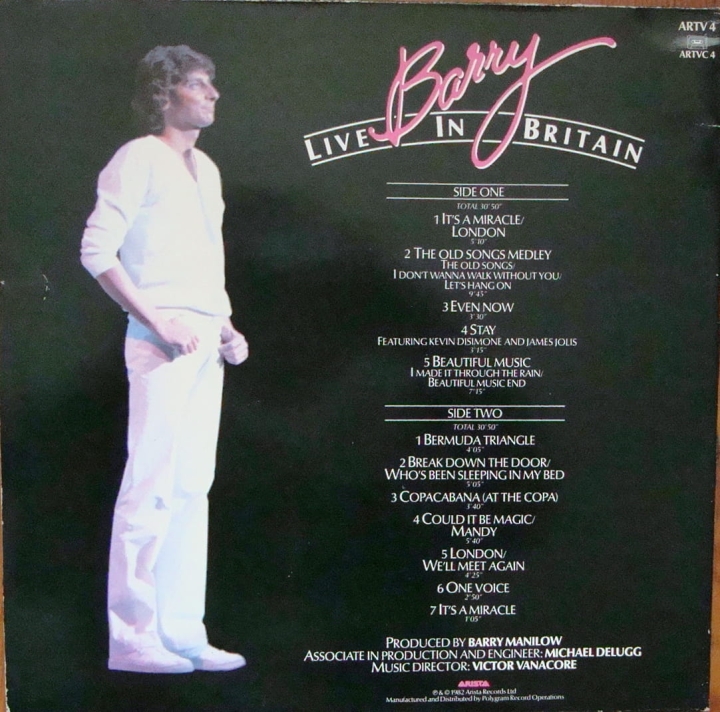 ARTV 4
ARTVC 4
Barry
LIVE IN BRITAIN
SIDE ONE
TOTAL 30'50"
1 IT'S A MIRACLE/
LONDON
5'10"
2 THE OLD SONGS MEDLEY
THE OLD SONGS/
I DON'T WANNA WALK WITHOUT YOU/
LET'S HANG ON
9'45"
3 EVEN NOW
3'30"
4 STAY
FEATURING KEVIN DISIMONE AND JAMES JOLIS
3'15"
5 BEAUTIFUL MUSIC
I MADE IT THROUGH THE RAIN/
BEAUTIFUL MUSIC END
7'15"
SIDE TWO
TOTAL 30'50"
1 BERMUDA TRIANGLE
4'05"
2 BREAK DOWN THE DOOR/
WHO'S BEEN SLEEPING IN MY BED
5'05"
3 COPACABANA (AT THE COPA)
3'40"
4 COULD IT BE MAGIC/
MANDY
5'40"
5 LONDON/
WE'LL MEET AGAIN
4'25"
6 ONE VOICE
2'50"
7 IT'S A MIRACLE
1'05"
PRODUCED BY BARRY MANILOW
ASSOCIATE IN PRODUCTION AND ENGINEER: MICHAEL DELUGG
MUSIC DIRECTOR: VICTOR VANACORE
ARISTA
℗ & © 1982 Arista Records Ltd
Manufactured and Distributed by Polygram Record Operations